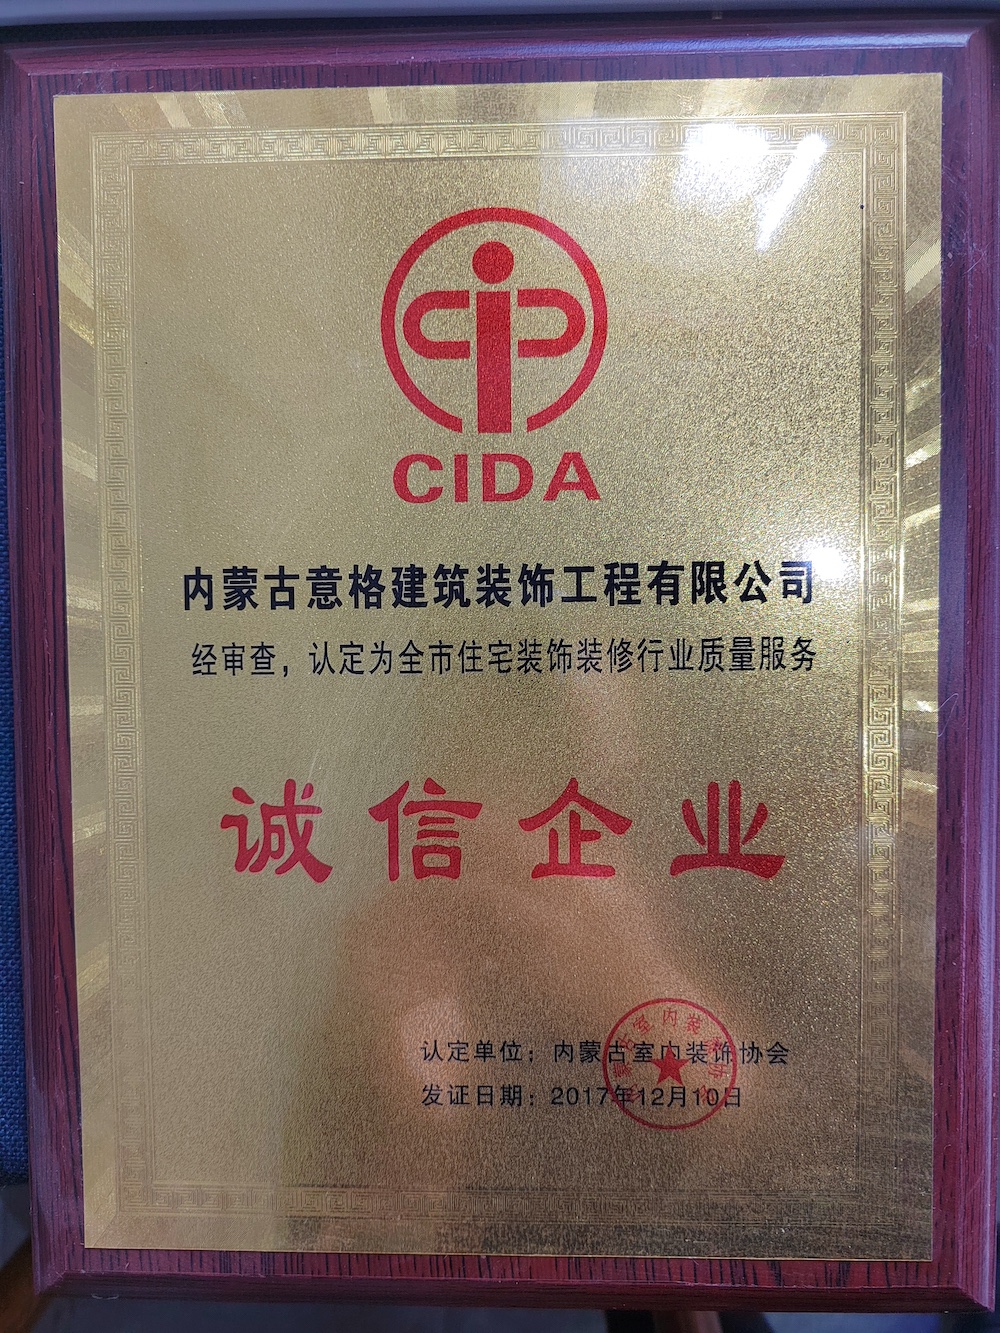 CIDA
内蒙古意格建筑装饰工程有限公司
经审查，认定为全市住宅装饰装修行业质量服务
诚信企业
认定单位：内蒙古室内装饰协会
发证日期：2017年12月10日